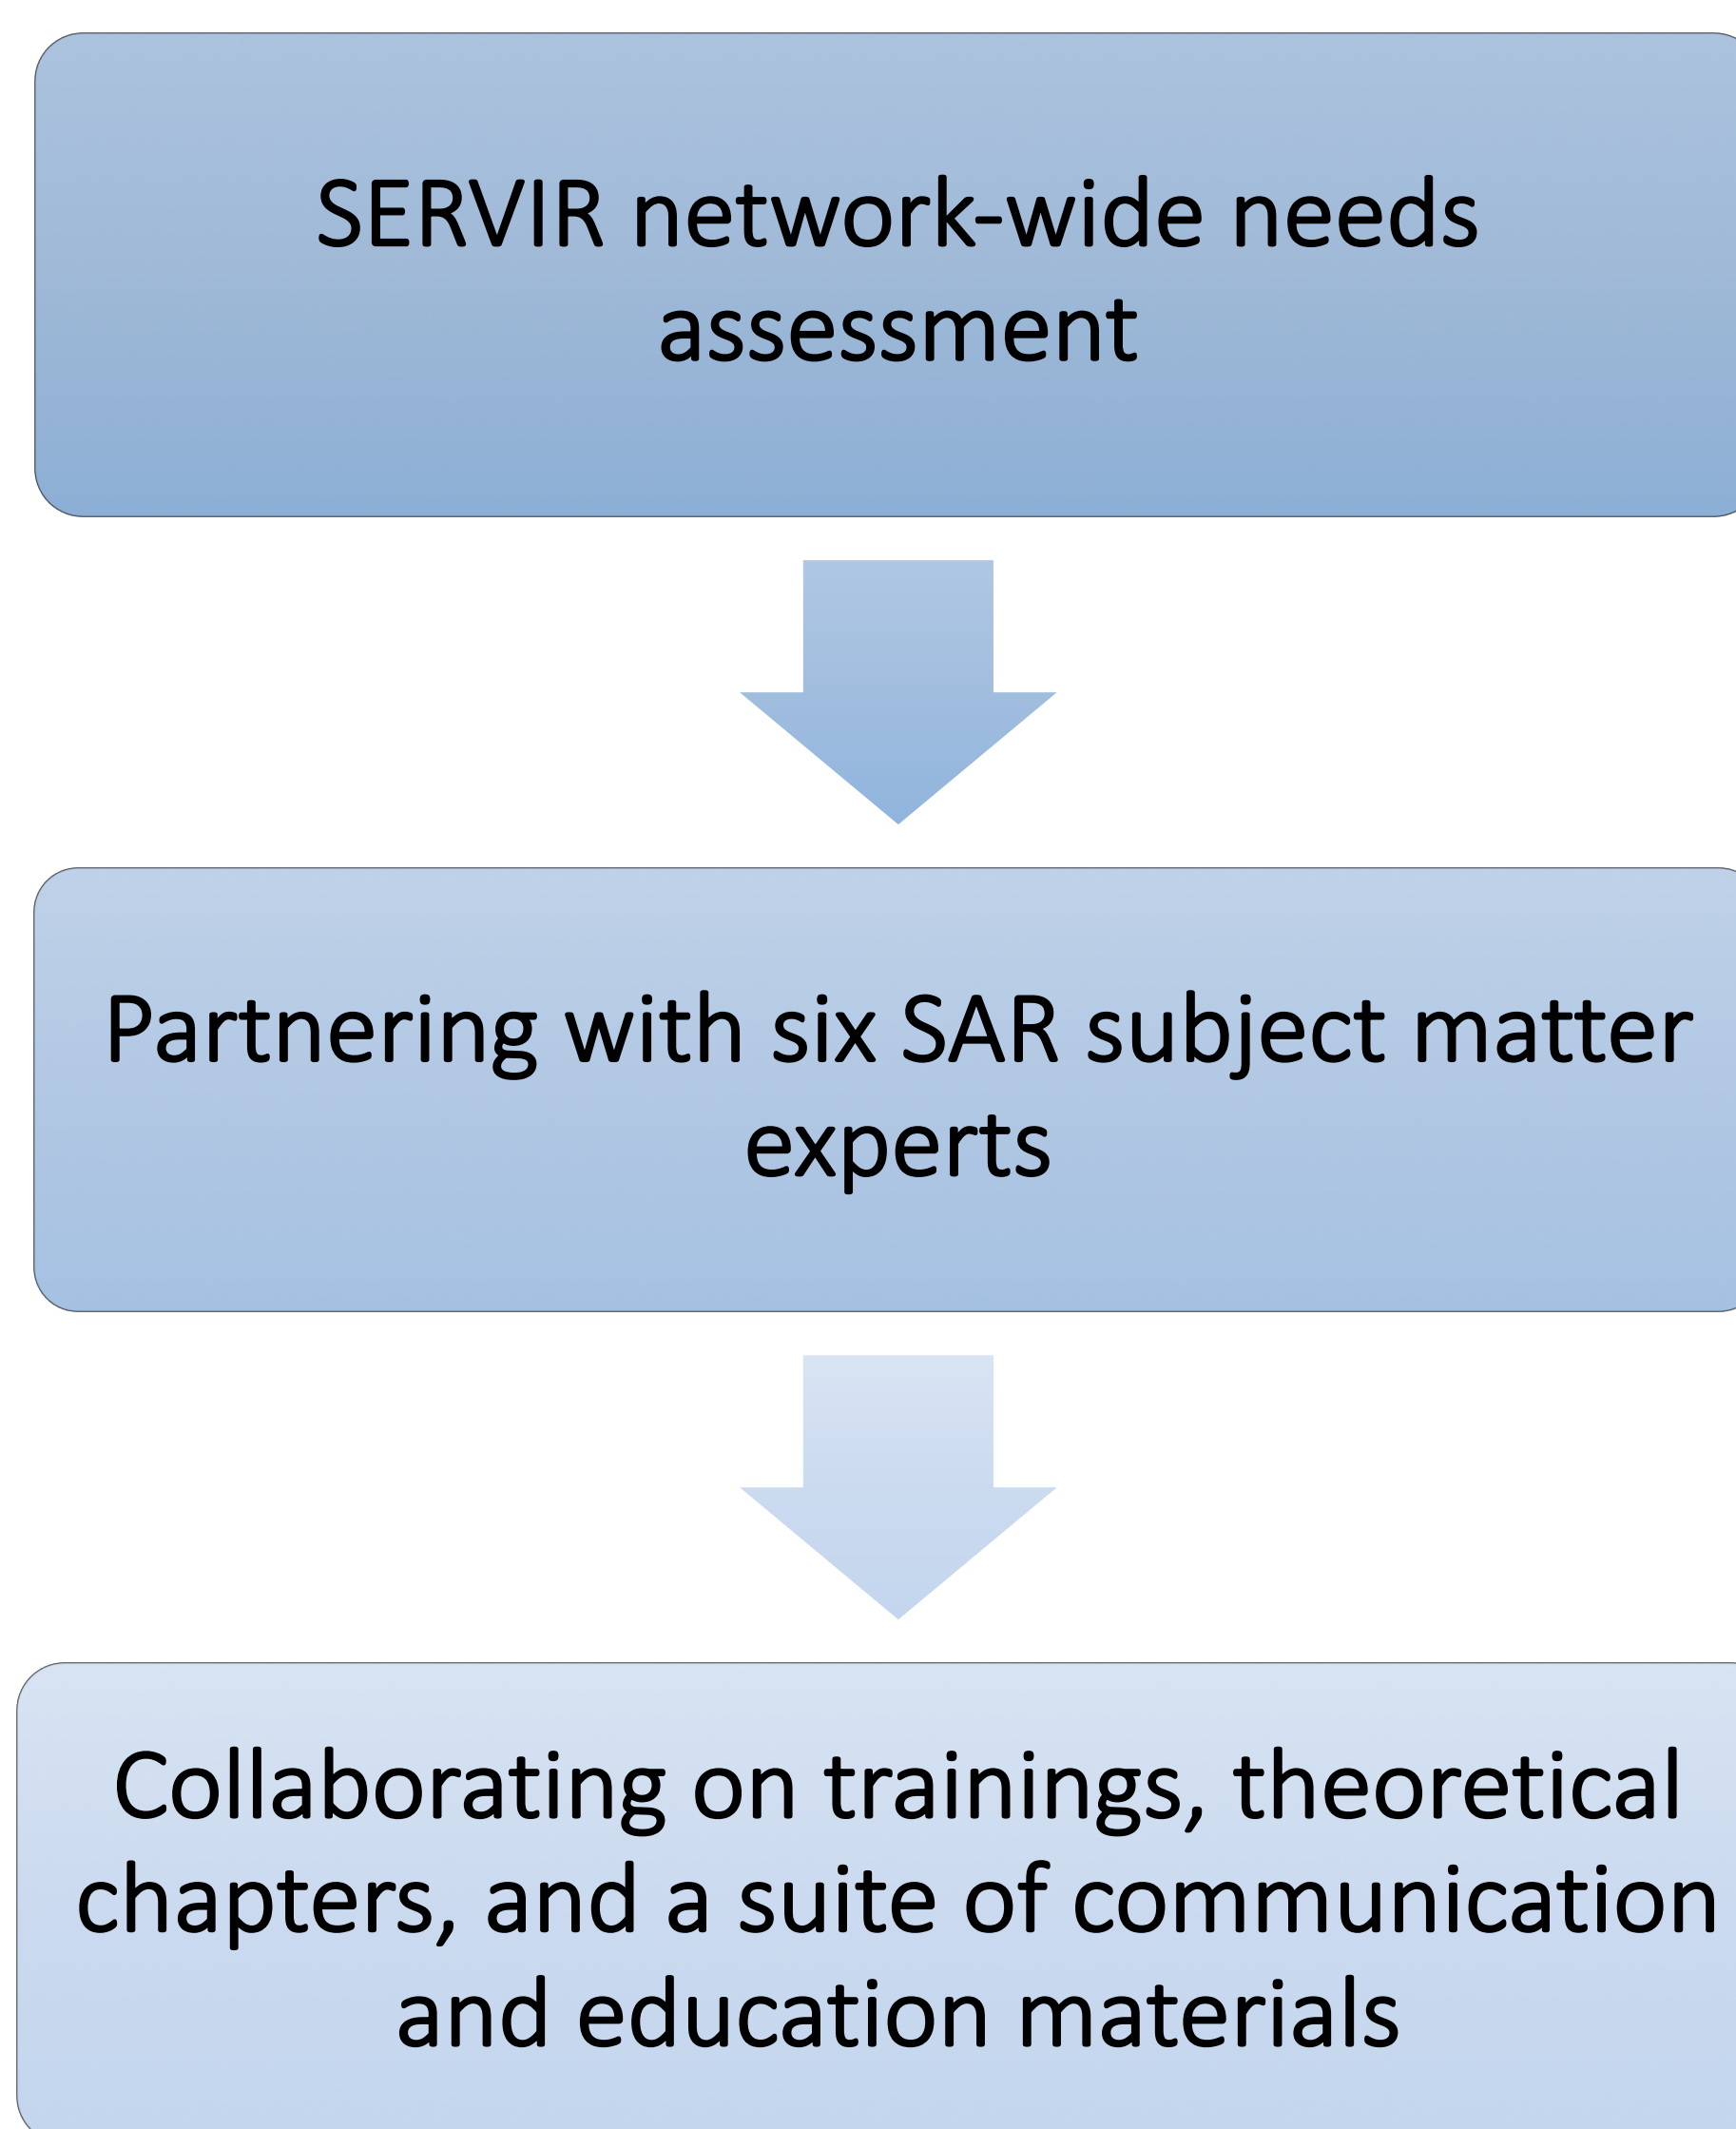 SERVIR network-wide needs
assessment
Partnering with six SAR subject matter
experts
Collaborating on trainings, theoretical
chapters, and a suite of communication
and education materials